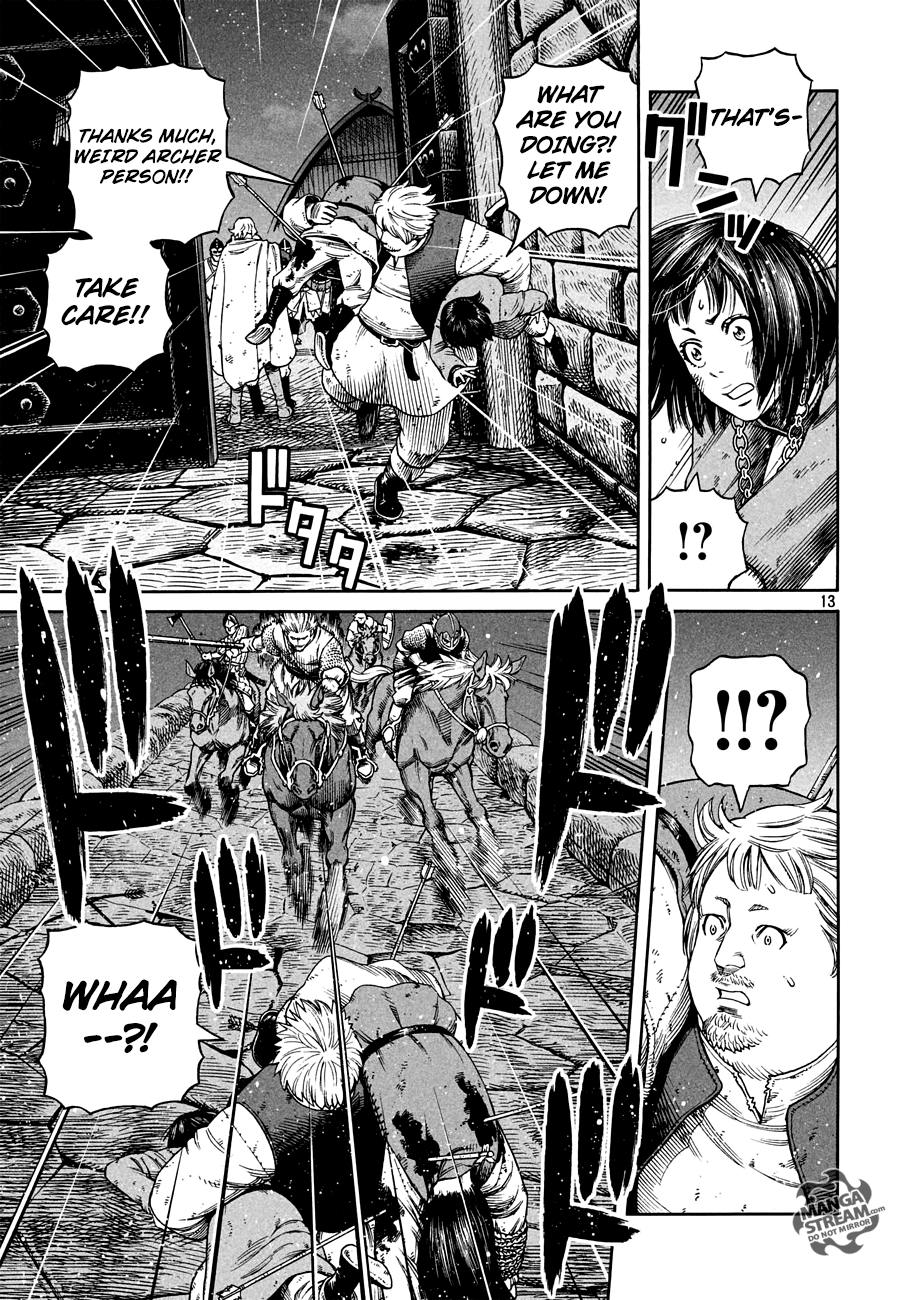 THAT'S-
グン
ッ
!?
WHAT
ARE YOU
DOING?!
LET ME
DOWN!
THANKS MUCH,
WEIRD ARCHER
PERSON!!
TAKE
CARE!!
ドタタ
13
!!?
ドド
ドド
ド
ド
ド
WHAA
--?!
MANGA
STREAM.com
DO NOT MIRROR